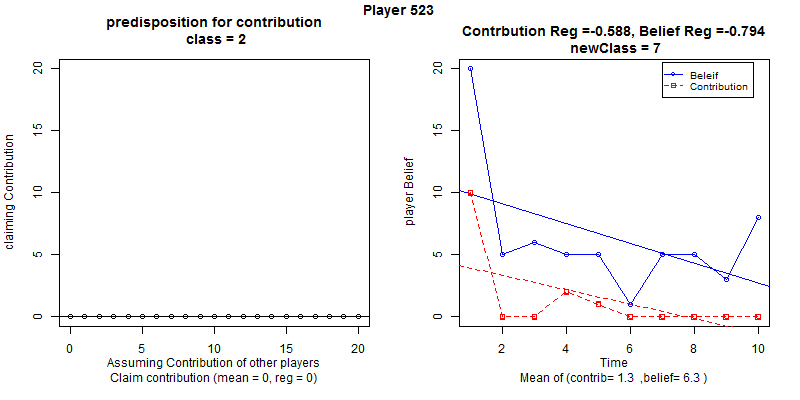 Player 523
predisposition for contribution
class = 2
claiming Contribution
0
5
10
15
20
0
5
10
15
20
Assuming Contribution of other players
Claim contribution (mean = 0, reg = 0)
Contrbution Reg =-0.588, Belief Reg =-0.794
newClass = 7
player Belief
0
5
10
15
20
Beleif
Contribution
2
4
6
8
10
Time
Mean of (contrib= 1.3 ,belief= 6.3 )